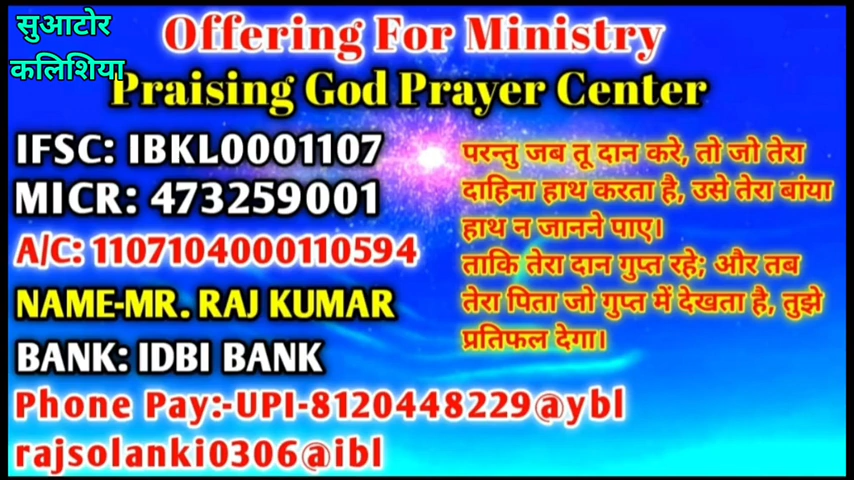 सुआटोर
कलिशिया
Offering For Ministry
Praising God Prayer Center
IFSC: IBKL0001107
MICR: 473259001
A/C: 1107104000110594
NAME-MR. RAJ KUMAR
BANK: IDBI BANK
Phone Pay:-UPI-8120448229@ybl
rajsolanki0306@ibl
परन्तु जब तू दान करे, तो जो तेरा
दाहिना हाथ करता है, उसे तेरा बांया
हाथ न जानने पाए।
ताकि तेरा दान गुप्त रहे; और तब
तेरा पिता जो गुप्त में देखता है, तुझे
प्रतिफल देगा।